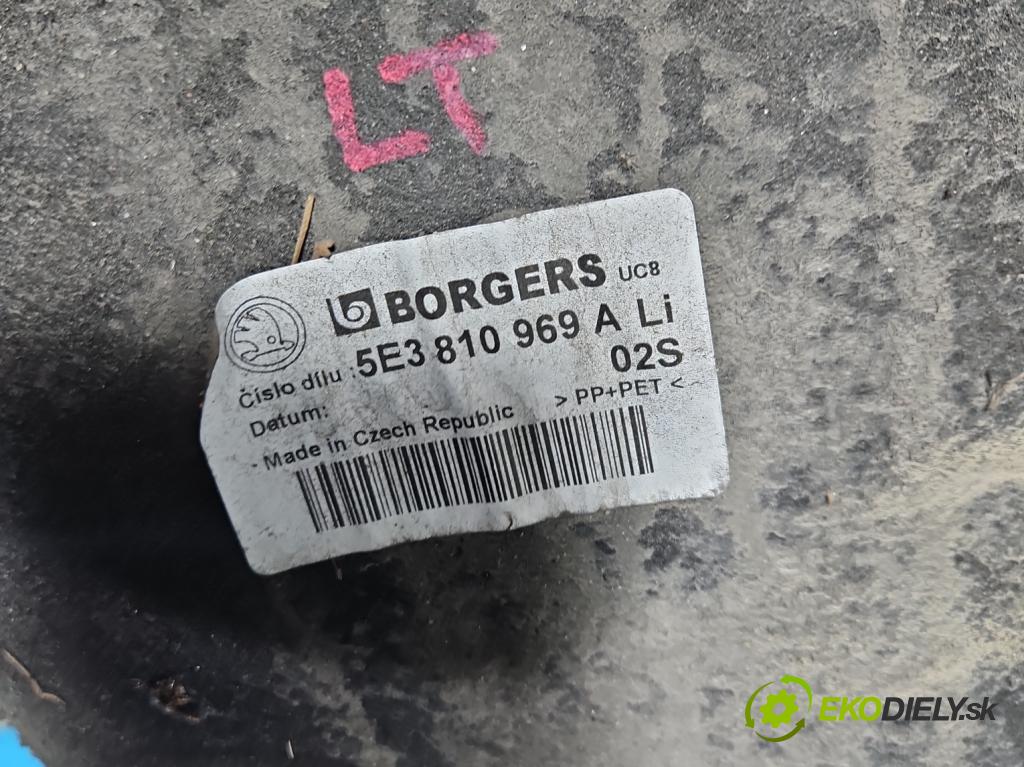 LT
BORGERS UC8
Číslo dílu : 5E3 810 969 A Li
02S
Datum:
> PP+PET <
Made in Czech Republic
EKODIELY.sk